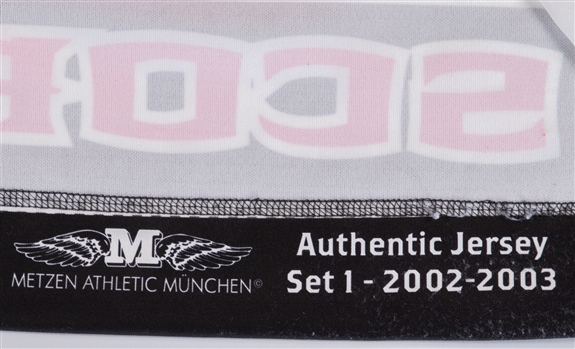 M
METZEN ATHLETIC MÜNCHEN©
Authentic Jersey
Set 1 - 2002-2003